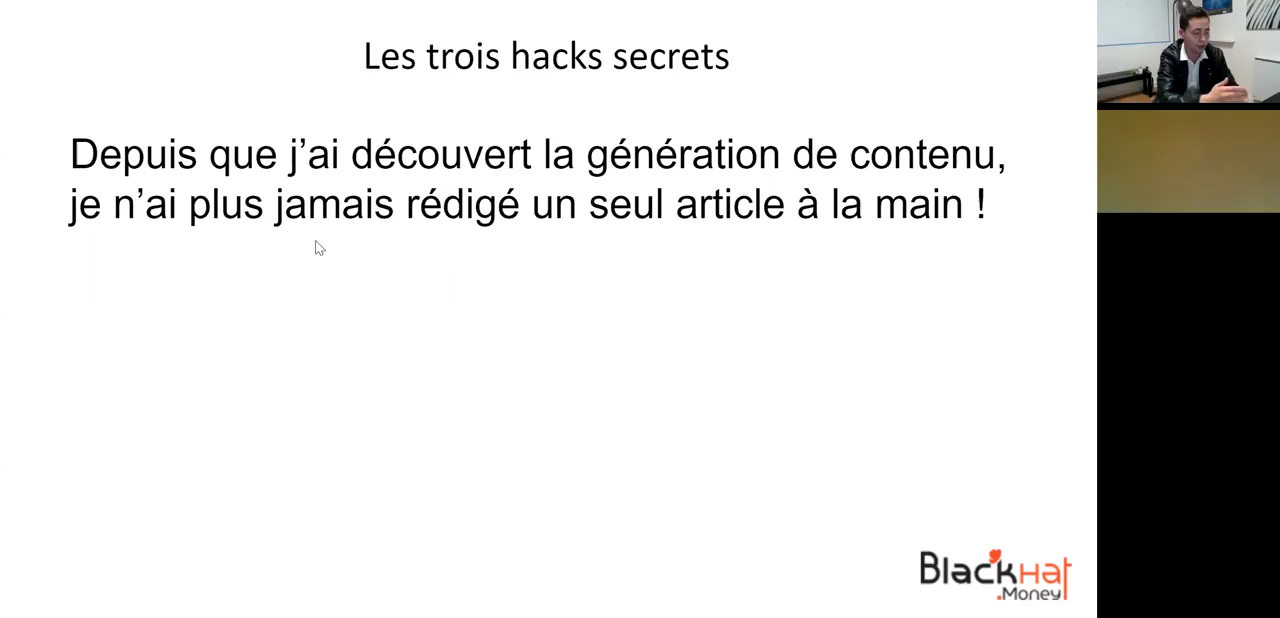 Les trois hacks secrets
Depuis que j’ai découvert la génération de contenu,
je n’ai plus jamais rédigé un seul article à la main !
BlackHat
.Money